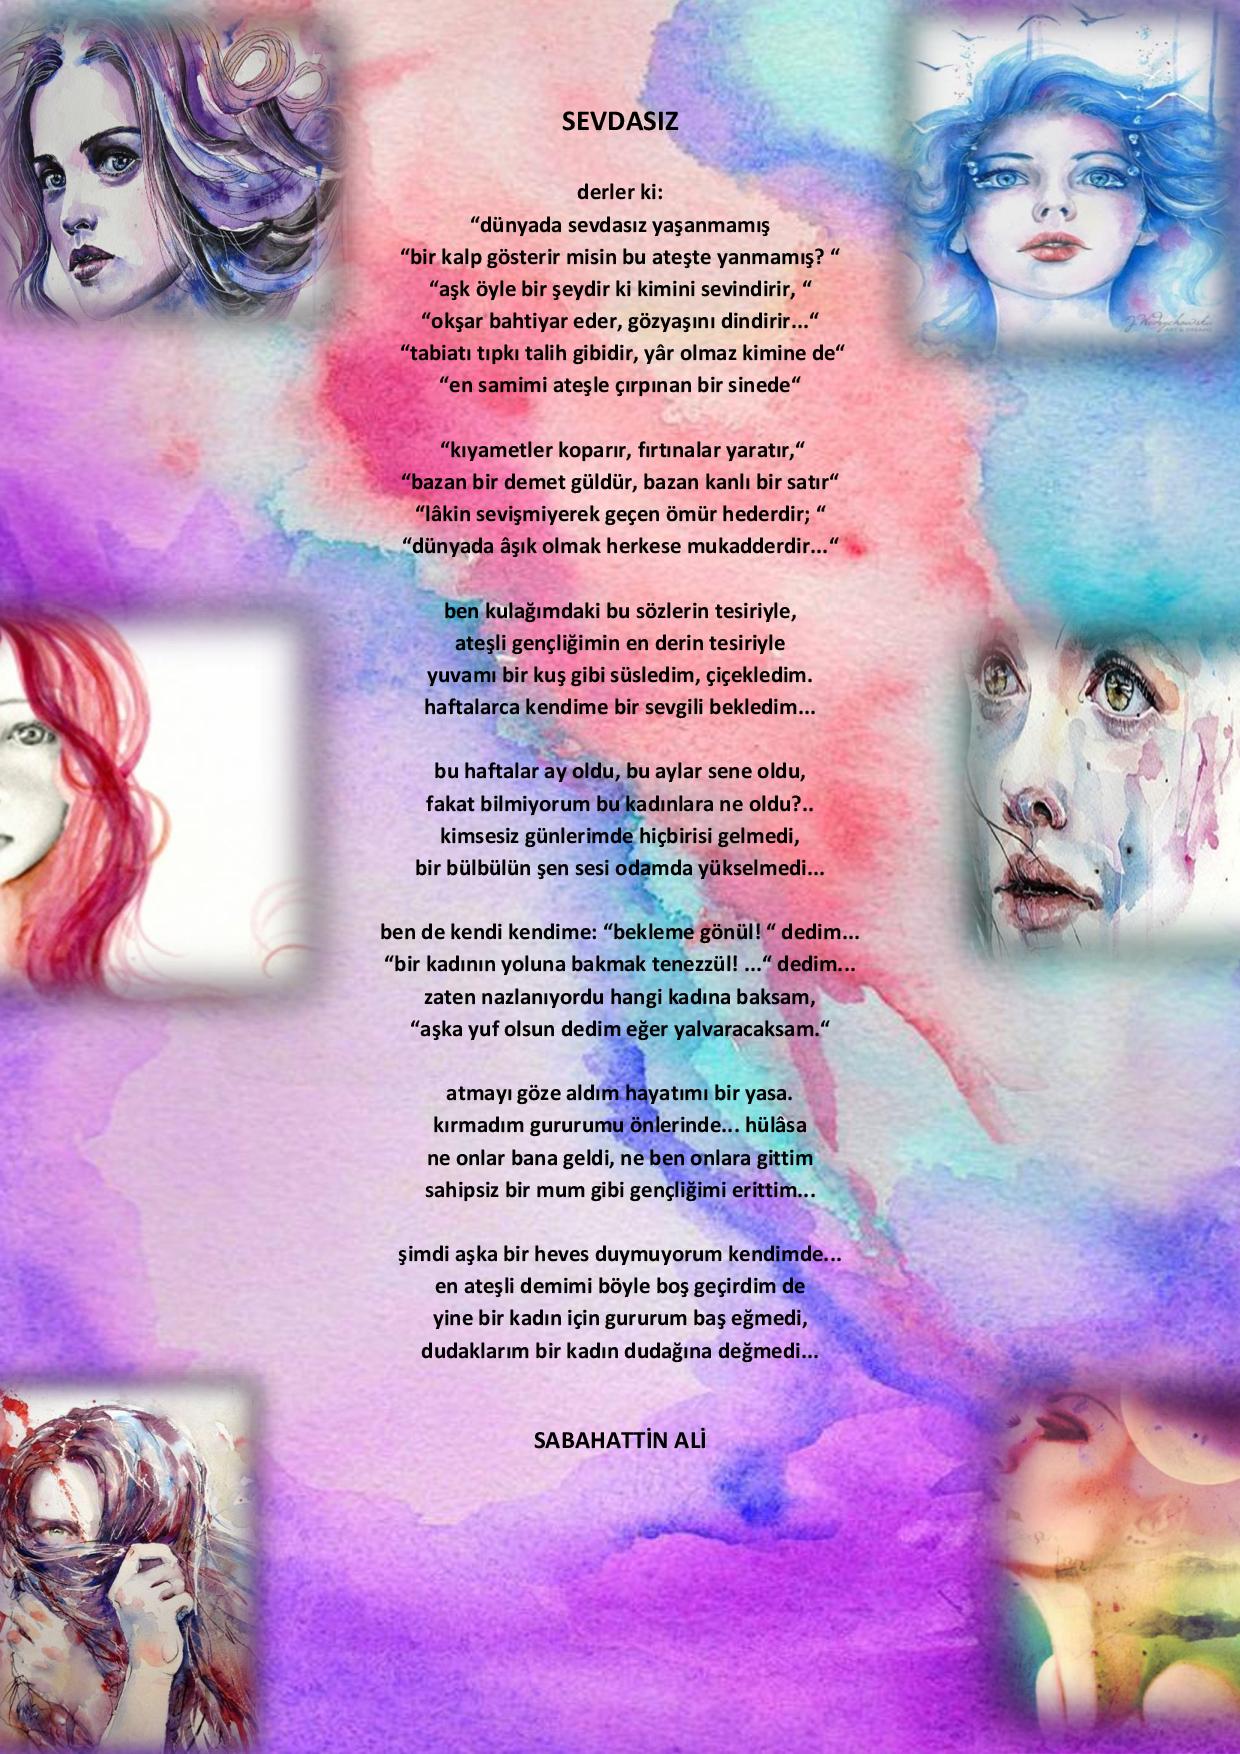 SEVDASIZ
derler ki:
“dünyada sevdasız yaşanmamış
“bir kalp gösterir misin bu ateşte yanmamış? “
“aşk öyle bir şeydir ki kimini sevindirir, “
“okşar bahtiyar eder, gözyaşını dindirir...“
“tabiatı tıpkı talih gibidir, yâr olmaz kimine de“
“en samimi ateşle çırpınan bir sinede“
“kıyametler koparır, fırtınalar yaratır,“
“bazan bir demet güldür, bazan kanlı bir satır“
“lâkin sevişmiyerek geçen ömür hederdir; “
“dünyada âşık olmak herkese mukadderdir...“
ben kulağımdaki bu sözlerin tesiriyle,
ateşli gençliğimin en derin tesiriyle
yuvamı bir kuş gibi süsledim, çiçekledim.
haftalarca kendime bir sevgili bekledim...
bu haftalar ay oldu, bu aylar sene oldu,
fakat bilmiyorum bu kadınlara ne oldu?..
kimsesiz günlerimde hiçbirisi gelmedi,
bir bülbülün şen sesi odamda yükselmedi...
ben de kendi kendime: “bekleme gönül! “ dedim...
“bir kadının yoluna bakmak tenezzül! ...“ dedim...
zaten nazlanıyordu hangi kadına baksam,
“aşka yuf olsun dedim eğer yalvaracaksam.“
atmayı göze aldım hayatımı bir yasa.
kırmadım gururumu önlerinde... hülâsa
ne onlar bana geldi, ne ben onlara gittim
sahipsiz bir mum gibi gençliğimi erittim...
şimdi aşka bir heves duymuyorum kendimde...
en ateşli demimi böyle boş geçirdim de
yine bir kadın için gururum baş eğmedi,
dudaklarım bir kadın dudağına değmedi...
SABAHATTİN ALİ